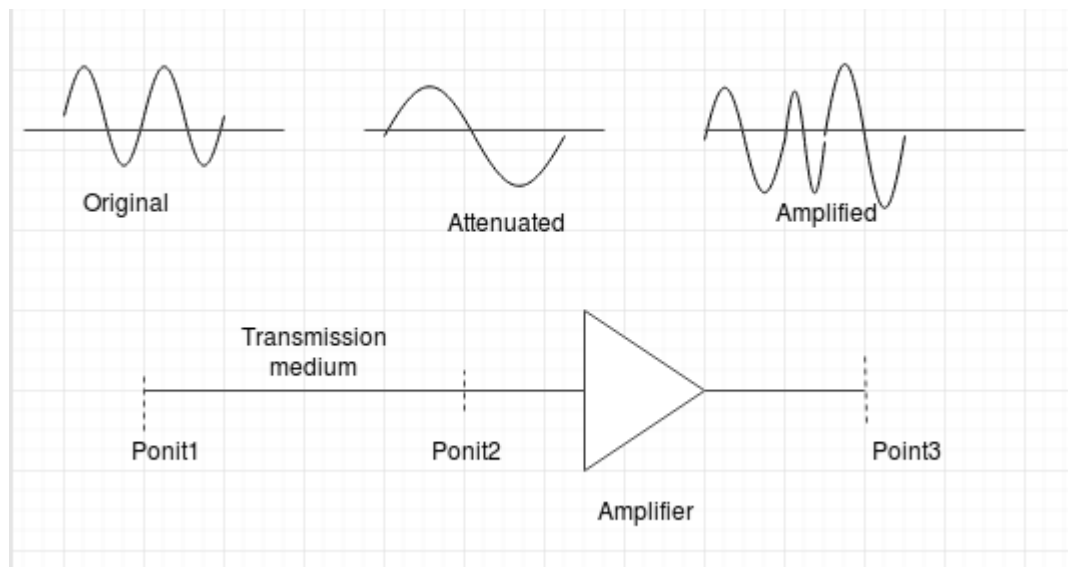 Original
Attenuated
Amplified
Transmission
medium
Ponit1
Ponit2
Point3
Amplifier